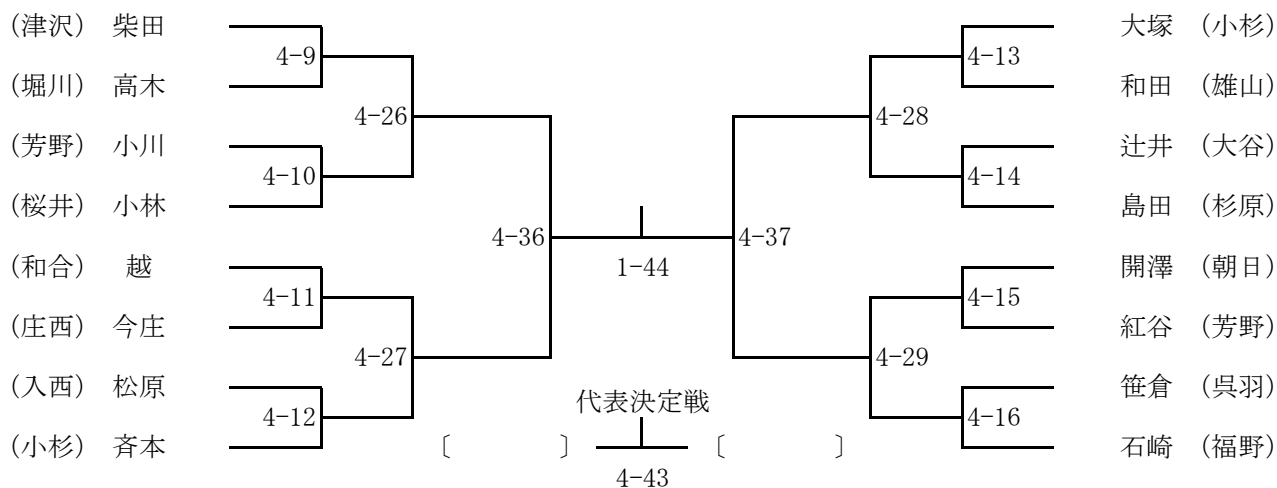 (津沢) 柴田 大塚 (小杉)
4-9 4-13
(堀川) 高木 和田 (雄山)
4-26 4-28
(芳野) 小川 辻井 (大谷)
4-10 4-14
(桜井) 小林 島田 (杉原)
4-36 4-37
(和合) 越 1-44 開澤 (朝日)
4-11 4-15
(庄西) 今庄 紅谷 (芳野)
4-27 4-29
(入西) 松原 笹倉 (呉羽)
代表決定戦
4-12 4-16
(小杉) 斉本 〔 〕 〔 〕 石崎 (福野)
4-43